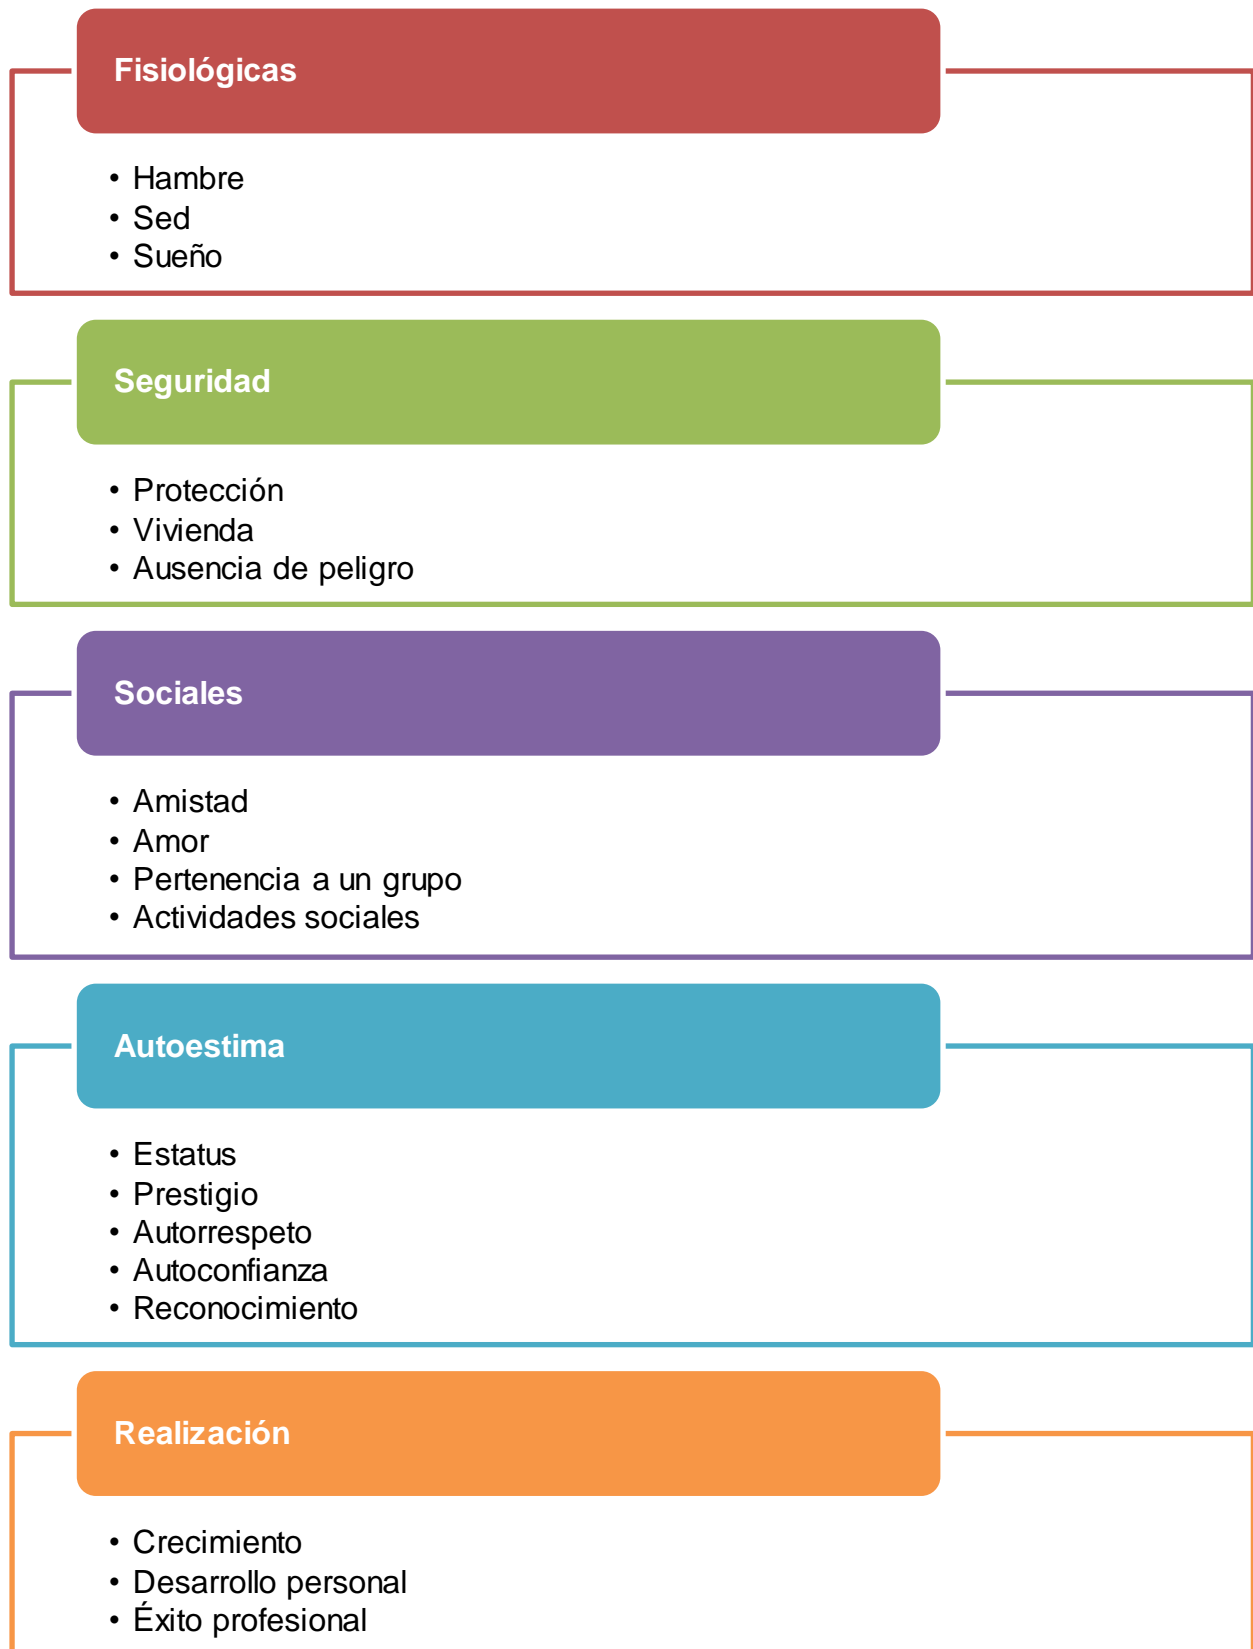 Fisiológicas
• Hambre
• Sed
• Sueño
Seguridad
• Protección
• Vivienda
• Ausencia de peligro
Sociales
• Amistad
• Amor
• Pertenencia a un grupo
• Actividades sociales
Autoestima
• Estatus
• Prestigio
• Autorrespeto
• Autoconfianza
• Reconocimiento
Realización
• Crecimiento
• Desarrollo personal
• Éxito profesional